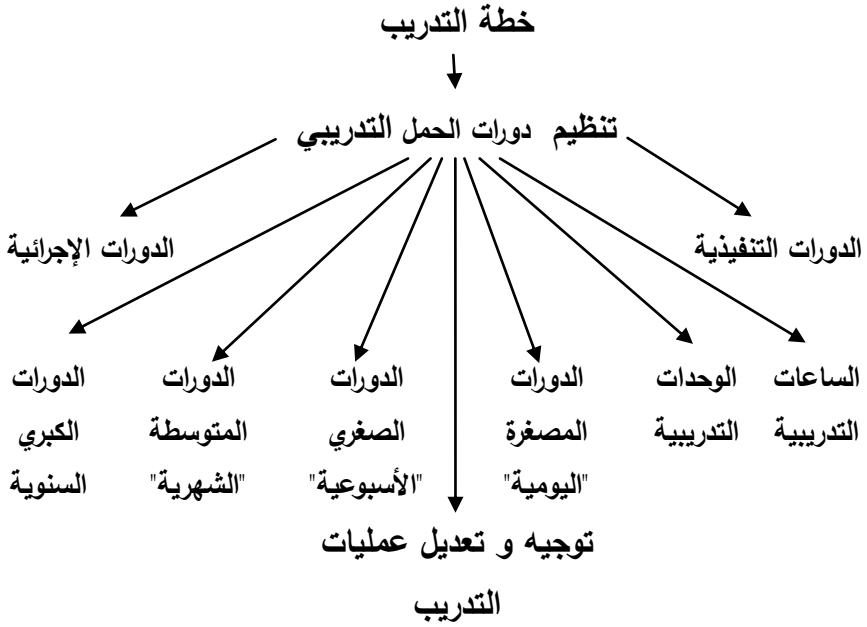 خطة التدريب
تنظيم دورات الحمل التدريبي
الدورات التنفيذية
الدورات الإجرائية
الساعات
التدريبية
الوحدات
التدريبية
الدورات
المصغرة
"اليومية"
الدورات
الصغري
"الأسبوعية"
الدورات
المتوسطة
"الشهرية"
الدورات
الكبري
السنوية
توجيه و تعديل عمليات
التدريب